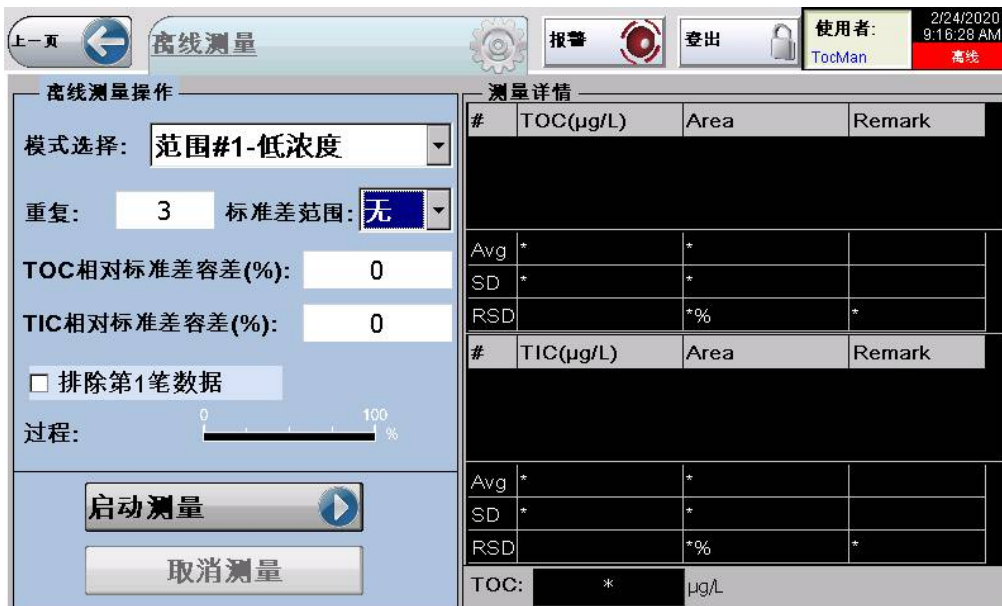 上一页
离线测量
报警
登出
使用者:
TocMan
2/24/2020
9:16:28 AM
离线
离线测量操作
模式选择: 范围#1-低浓度
重复: 3 标准差范围: 无
TOC相对标准差容差(%): 0
TIC相对标准差容差(%): 0
排除第1笔数据
过程: 0 100 %
启动测量
取消测量
测量详情
# TOC(µg/L) Area Remark
Avg * *
SD * *
RSD *% *
# TIC(µg/L) Area Remark
Avg * *
SD * *
RSD *% *
TOC: * µg/L